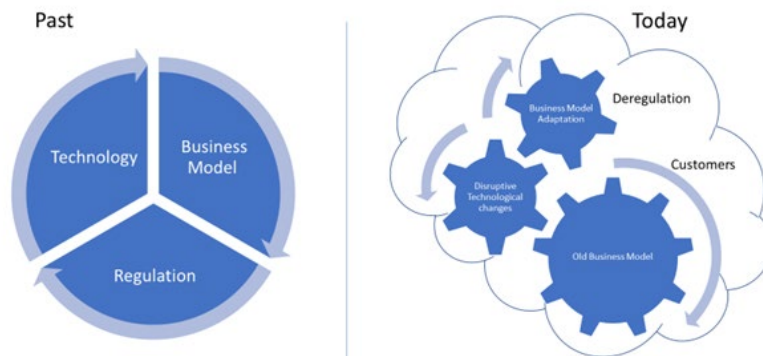 Past
Technology
Business
Model
Regulation
Today
Business Model
Adaptation
Deregulation
Customers
Disruptive
Technological
changes
Old Business Model